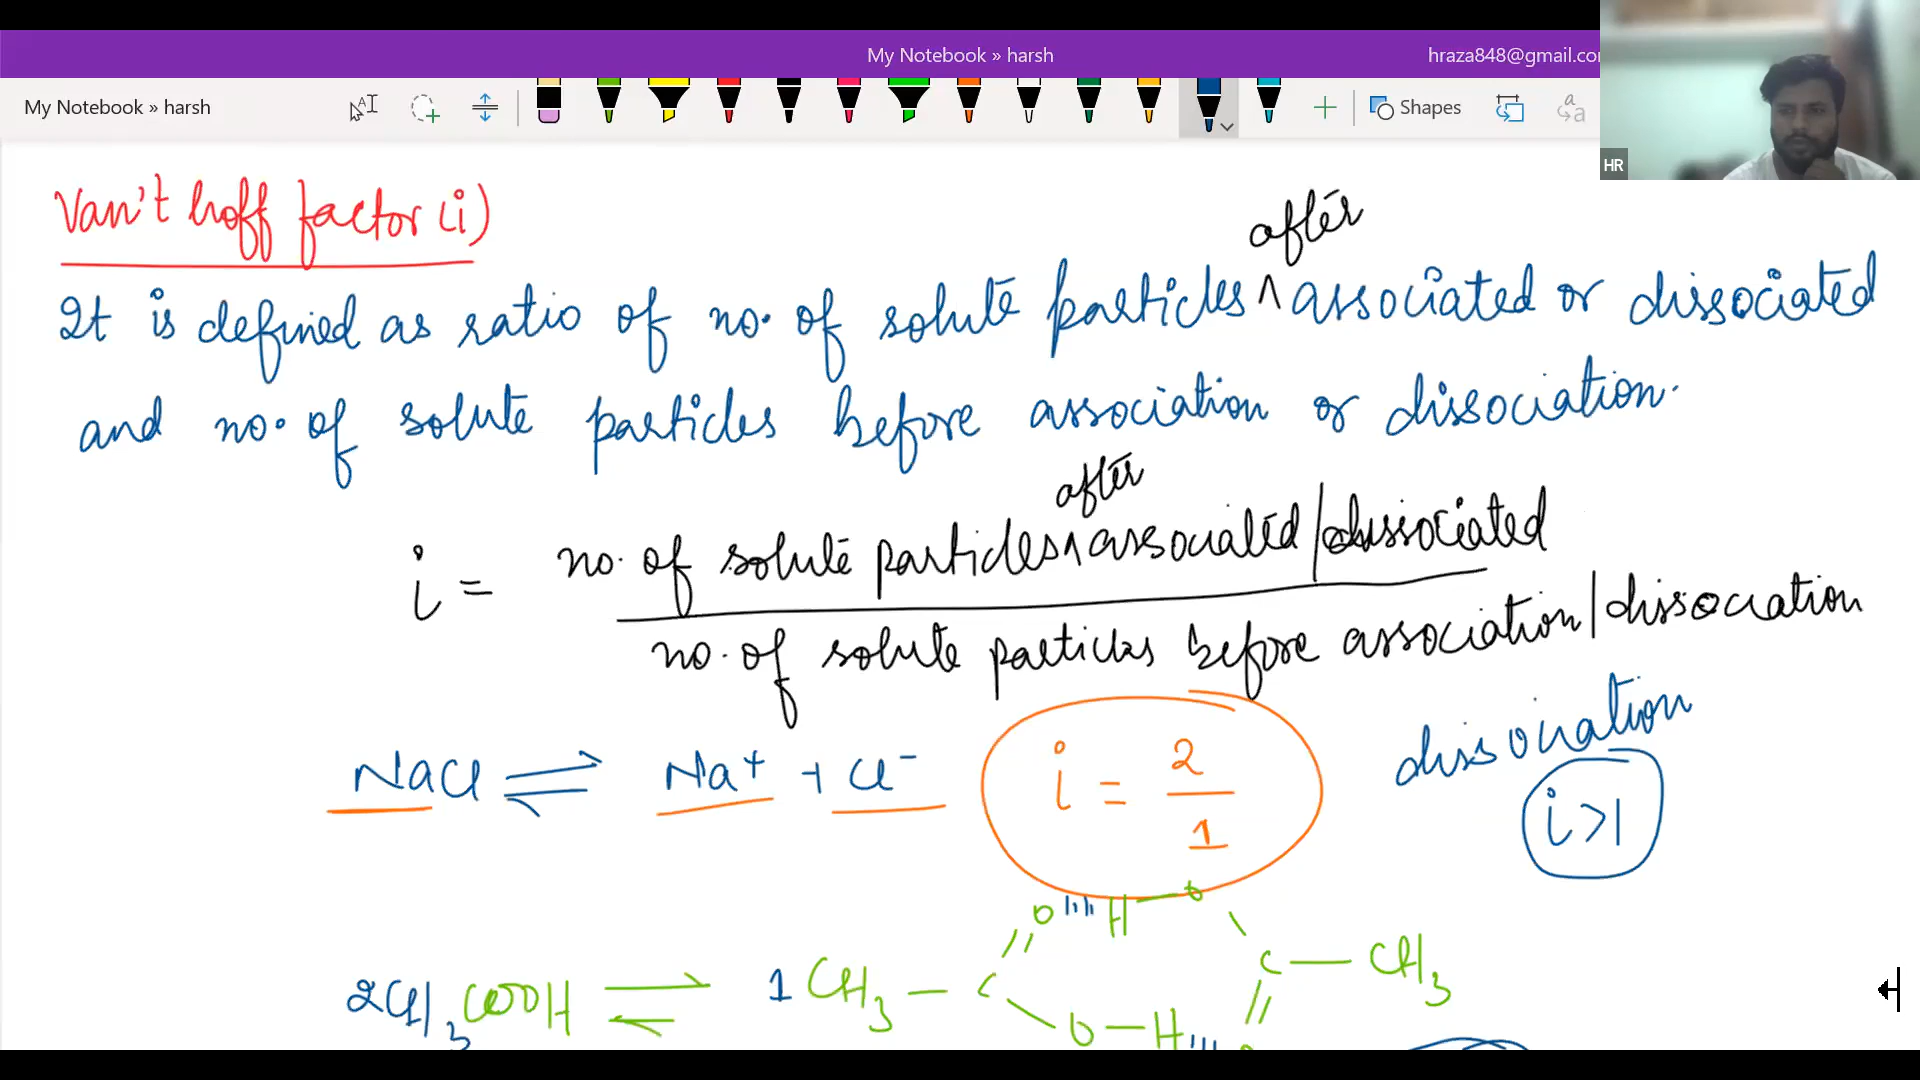 My Notebook » harsh
hraza848@gmail.co
My Notebook » harsh
Shapes
HR
Van't hoff factor (i)
after
It is defined as ratio of no. of solute particles ^ associated or dissociated
and no. of solute particles before association or dissociation.
after
i = no. of solute particles ^ associated / dissociated
no. of solute particles before association / dissociation
dissociation
NaCl ⇌ Na+ + Cl- i = 2/1 i>1
O H O
C — CH3
2CH3COOH ⇌ 1 CH3 — C
O — H